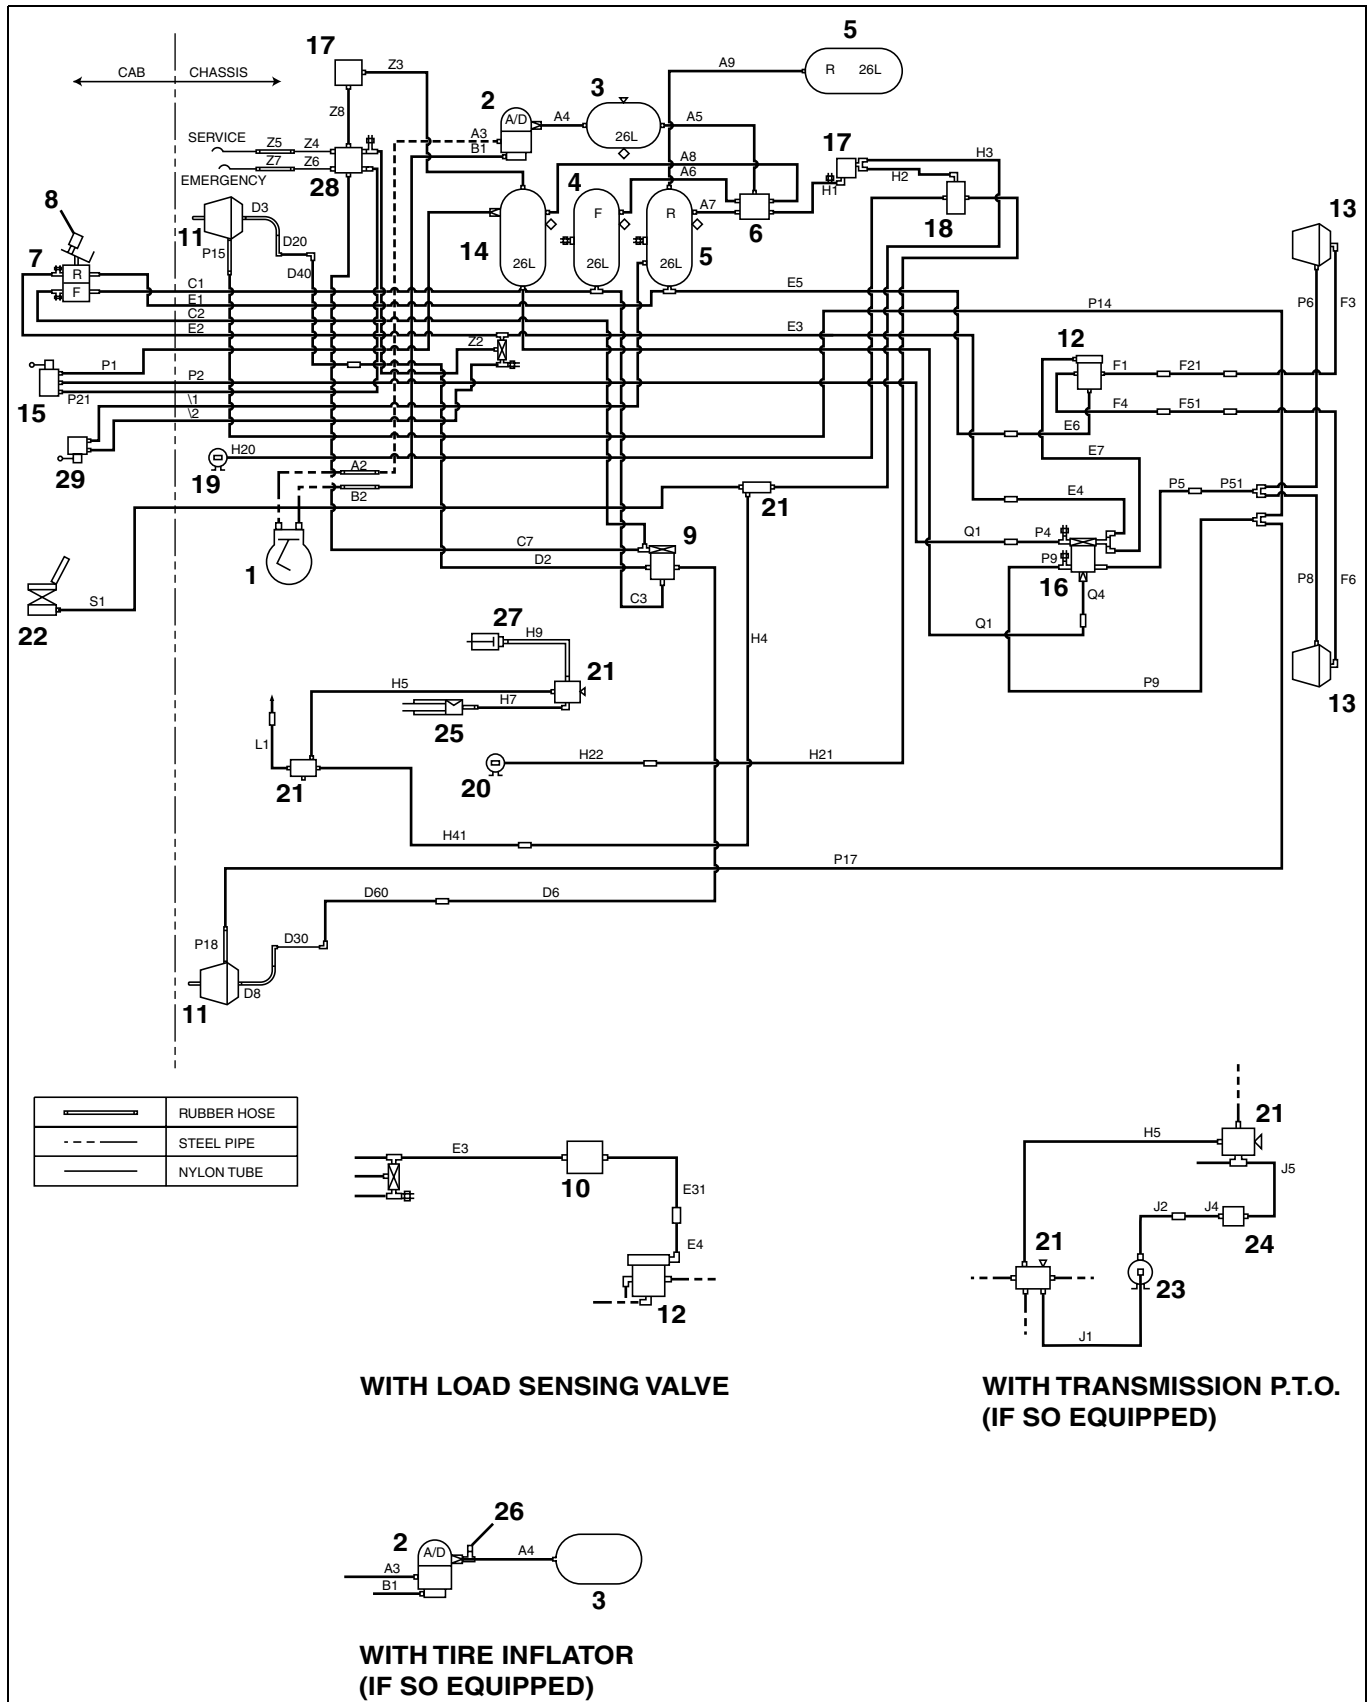 5
17
Z3
A9
R 26L
CAB
CHASSIS
3
2
A/D
A4
A5
26L
Z8
A3
B1
17
H3
SERVICE
Z5
Z4
Z7
Z6
EMERGENCY
28
A8
A6
4
H1
H2
8
11
D3
F
R
A7
6
18
13
7
P15
D20
D40
14
26L
26L
26L
5
R
F
C1
E1
C2
E2
E5
P14
P6
F3
Z2
E3
12
P1
F1
F21
15
P2
P21
\1
\2
F4
F51
E6
29
H20
19
A2
E7
B2
21
E4
P5
P51
1
9
Q1
P4
C7
P9
D2
16
P8
F6
22
S1
C3
Q4
27
H9
H4
Q1
21
H5
H7
25
P9
13
L1
21
20
H22
H21
H41
P17
D60
D6
P18
D30
D8
11
RUBBER HOSE
STEEL PIPE
NYLON TUBE
E3
10
E31
E4
12
WITH LOAD SENSING VALVE
21
H5
J5
J2
J4
21
24
23
J1
WITH TRANSMISSION P.T.O.
(IF SO EQUIPPED)
26
2
A/D
A4
A3
B1
3
WITH TIRE INFLATOR
(IF SO EQUIPPED)